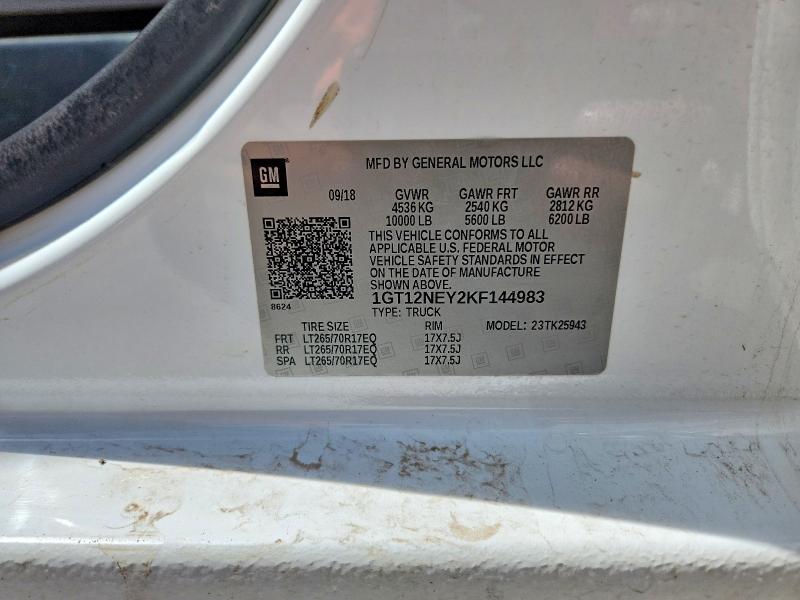 GM
MFD BY GENERAL MOTORS LLC
09/18 GVWR GAWR FRT GAWR RR
4536 KG 2540 KG 2812 KG
10000 LB 5600 LB 6200 LB
THIS VEHICLE CONFORMS TO ALL
APPLICABLE U.S. FEDERAL MOTOR
VEHICLE SAFETY STANDARDS IN EFFECT
ON THE DATE OF MANUFACTURE
SHOWN ABOVE.
8624
1GT12NEY2KF144983
TYPE: TRUCK
TIRE SIZE RIM MODEL: 23TK25943
FRT LT265/70R17EQ 17X7.5J
RR LT265/70R17EQ 17X7.5J
SPA LT265/70R17EQ 17X7.5J